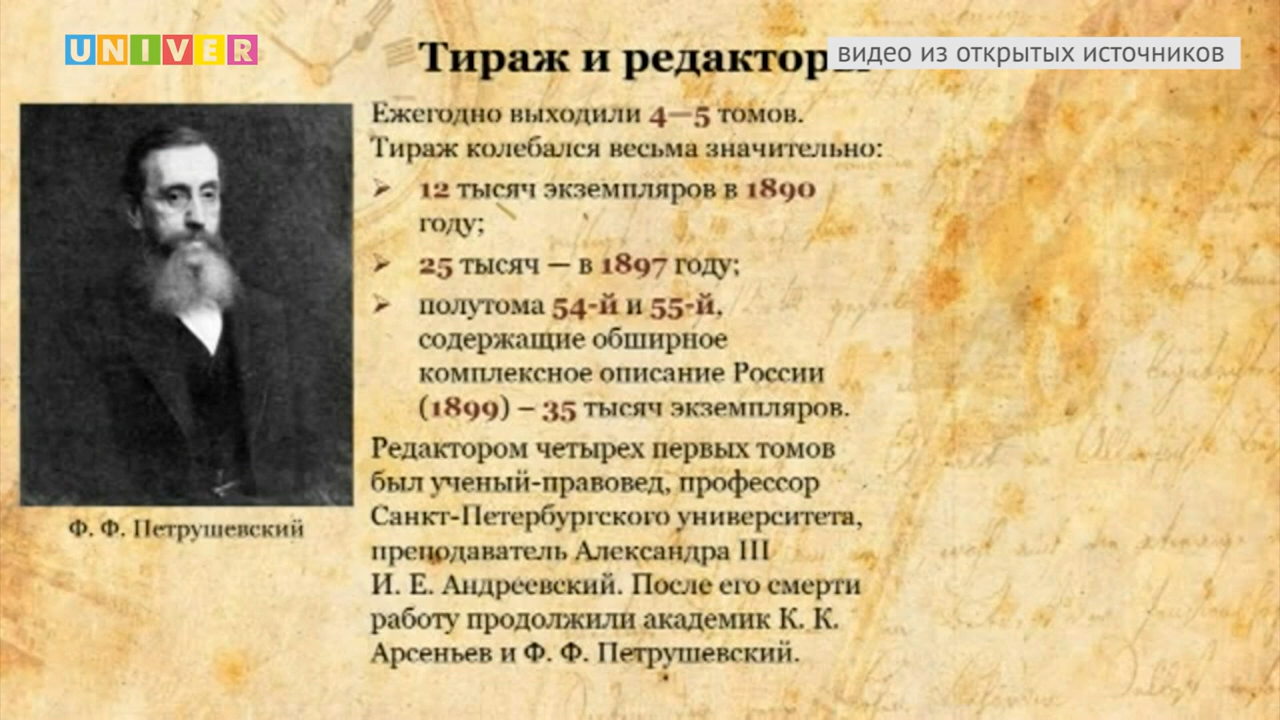 UNIVER
видео из открытых источников
Тираж и редакторы
Ежегодно выходили 4—5 томов.
Тираж колебался весьма значительно:
12 тысяч экземпляров в 1890
году;
25 тысяч — в 1897 году;
полутома 54-й и 55-й,
содержащие обширное
комплексное описание России
(1899) – 35 тысяч экземпляров.
Редактором четырех первых томов
был ученый-правовед, профессор
Санкт-Петербургского университета,
преподаватель Александра III
И. Е. Андреевский. После его смерти
работу продолжили академик К. К.
Арсеньев и Ф. Ф. Петрушевский.
Ф. Ф. Петрушевский